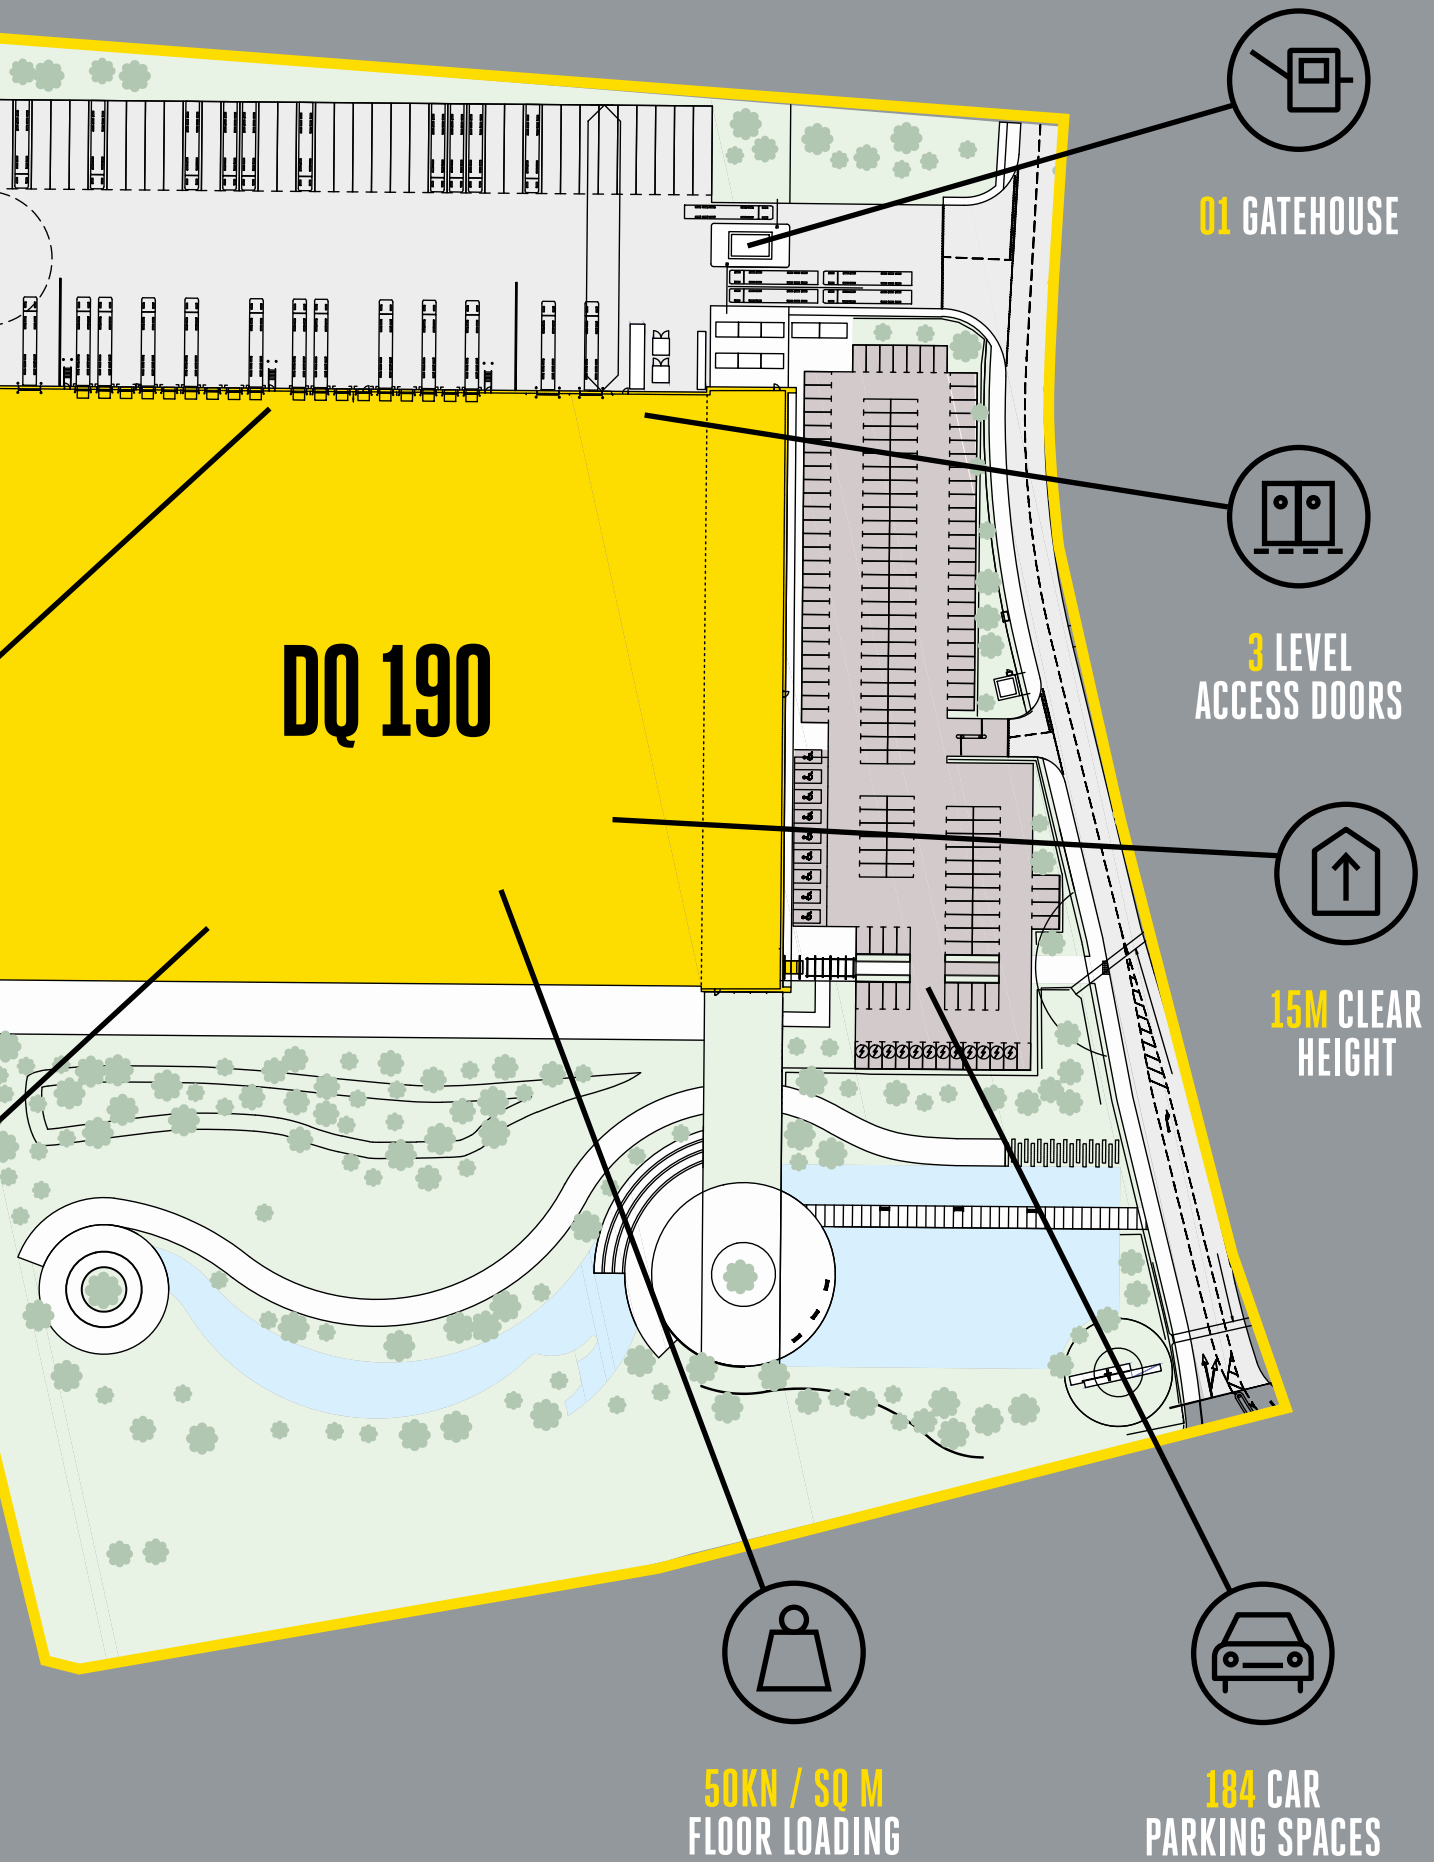 01 GATEHOUSE
3 LEVEL
ACCESS DOORS
DQ 190
15M CLEAR
HEIGHT
50KN / SQ M
FLOOR LOADING
184 CAR
PARKING SPACES